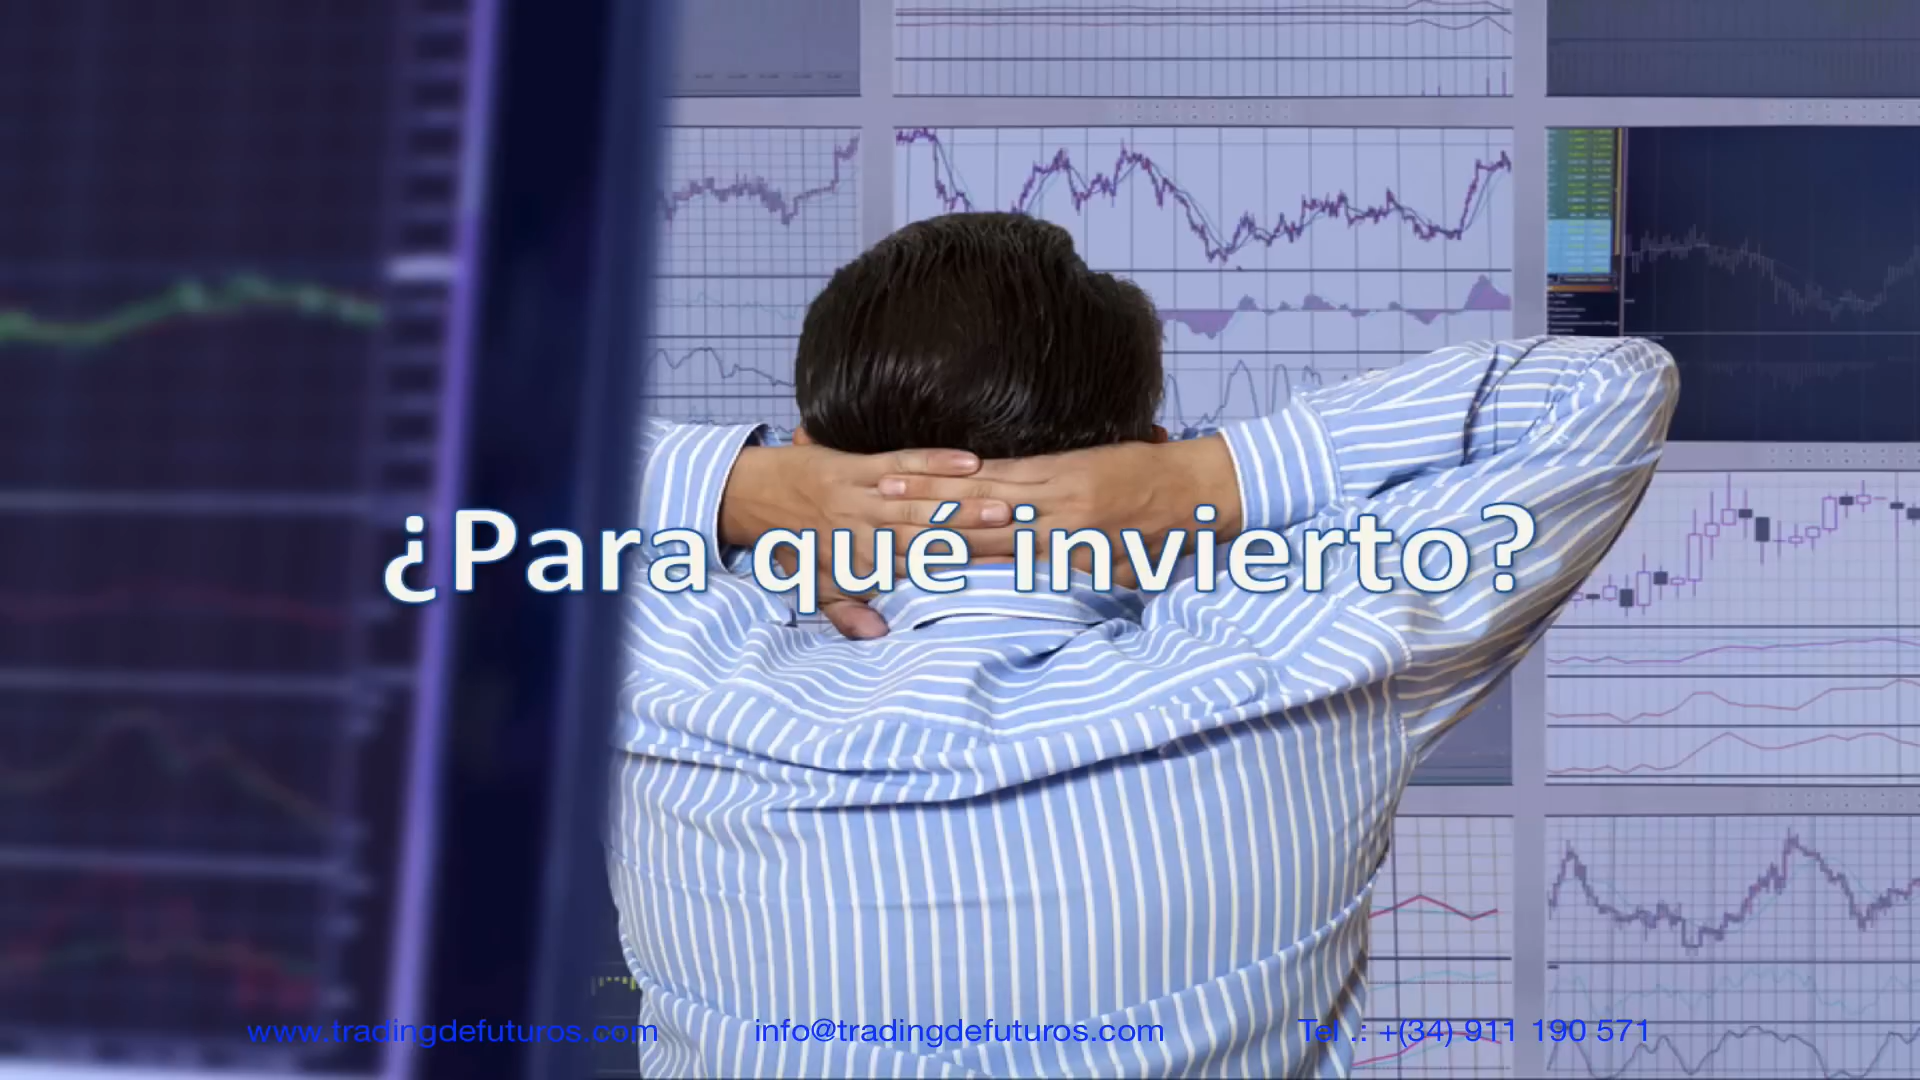 ¿Para qué invierto?
www.tradingdefuturos.com info@tradingdefuturos.com Tel .: +(34) 911 190 571